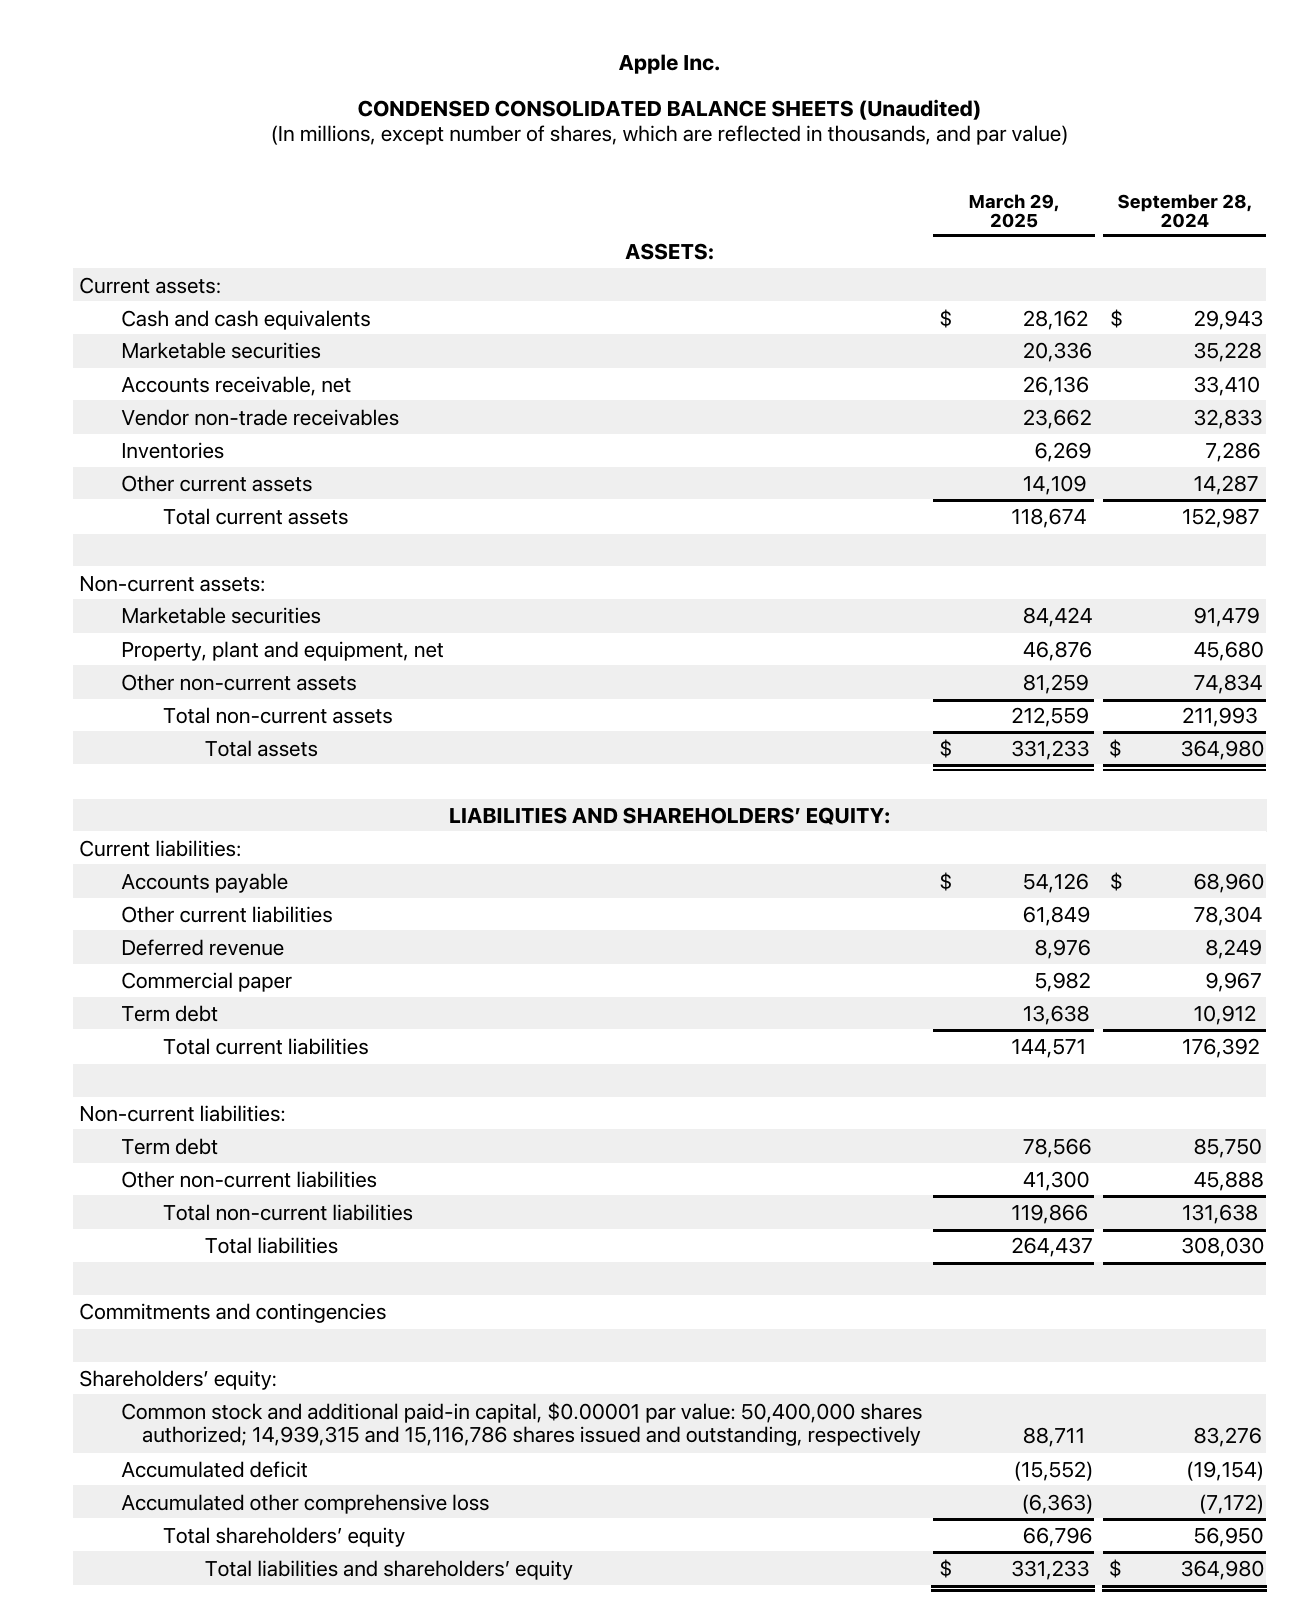 Apple Inc.
CONDENSED CONSOLIDATED BALANCE SHEETS (Unaudited)
(In millions, except number of shares, which are reflected in thousands, and par value)
March 29, 2025 September 28, 2024
ASSETS:
Current assets:
Cash and cash equivalents $ 28,162 $ 29,943
Marketable securities 20,336 35,228
Accounts receivable, net 26,136 33,410
Vendor non-trade receivables 23,662 32,833
Inventories 6,269 7,286
Other current assets 14,109 14,287
Total current assets 118,674 152,987
Non-current assets:
Marketable securities 84,424 91,479
Property, plant and equipment, net 46,876 45,680
Other non-current assets 81,259 74,834
Total non-current assets 212,559 211,993
Total assets $ 331,233 $ 364,980
LIABILITIES AND SHAREHOLDERS’ EQUITY:
Current liabilities:
Accounts payable $ 54,126 $ 68,960
Other current liabilities 61,849 78,304
Deferred revenue 8,976 8,249
Commercial paper 5,982 9,967
Term debt 13,638 10,912
Total current liabilities 144,571 176,392
Non-current liabilities:
Term debt 78,566 85,750
Other non-current liabilities 41,300 45,888
Total non-current liabilities 119,866 131,638
Total liabilities 264,437 308,030
Commitments and contingencies
Shareholders’ equity:
Common stock and additional paid-in capital, $0.00001 par value: 50,400,000 shares
authorized; 14,939,315 and 15,116,786 shares issued and outstanding, respectively 88,711 83,276
Accumulated deficit (15,552) (19,154)
Accumulated other comprehensive loss (6,363) (7,172)
Total shareholders’ equity 66,796 56,950
Total liabilities and shareholders’ equity $ 331,233 $ 364,980